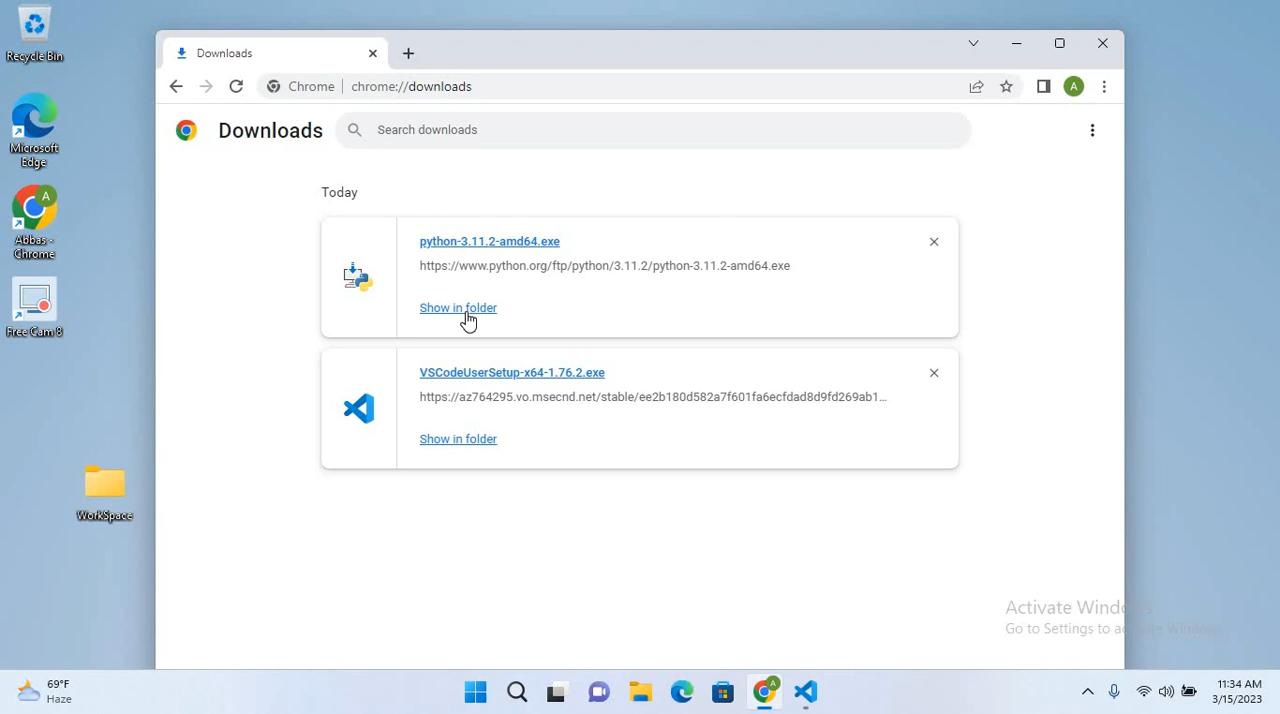 Recycle Bin
Microsoft
Edge
A
Abbas -
Chrome
Free Cam 8
WorkSpace
Downloads
Chrome
chrome://downloads
A
Downloads
Search downloads
Today
python-3.11.2-amd64.exe
https://www.python.org/ftp/python/3.11.2/python-3.11.2-amd64.exe
Show in folder
VSCodeUserSetup-x64-1.76.2.exe
https://az764295.vo.msecnd.net/stable/ee2b180d582a7f601fa6ecfdad8d9fd269ab1...
Show in folder
Activate Windows
Go to Settings to activate Windows.
69°F
Haze
A
11:34 AM
3/15/2023